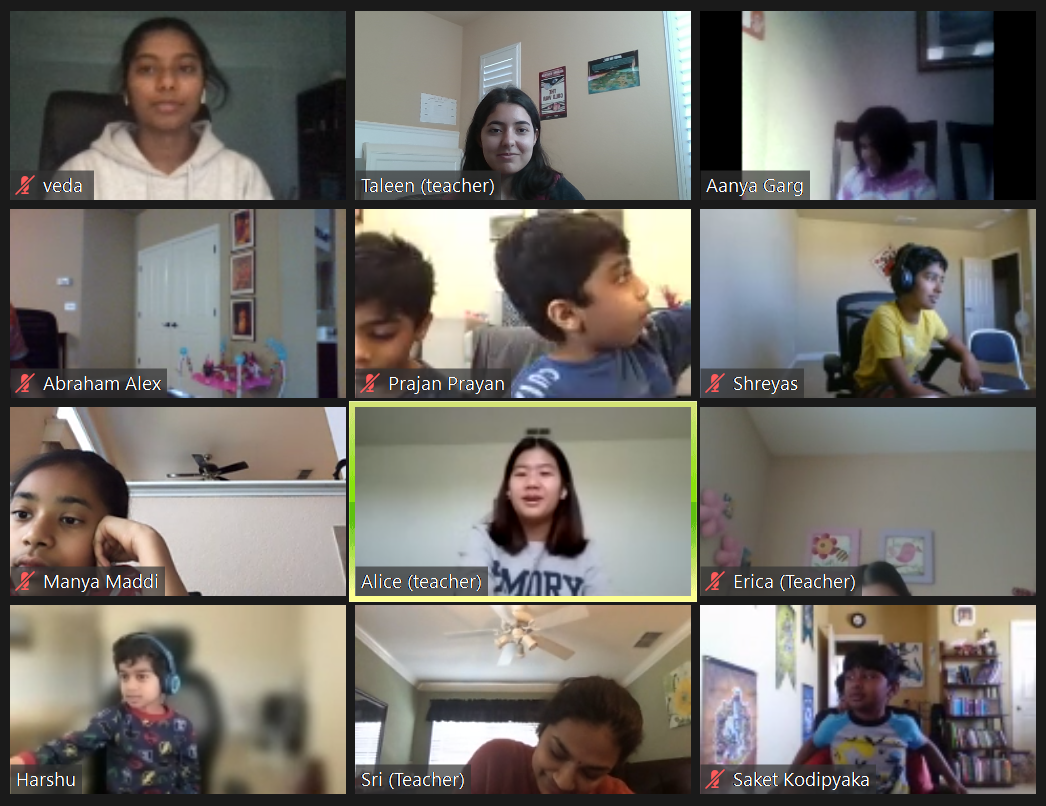 veda
Taleen (teacher)
Aanya Garg
Abraham Alex
Prajan Prayan
Shreyas
Manya Maddi
EMORY
Alice (teacher)
Erica (Teacher)
Harshu
Sri (Teacher)
Saket Kodipyaka